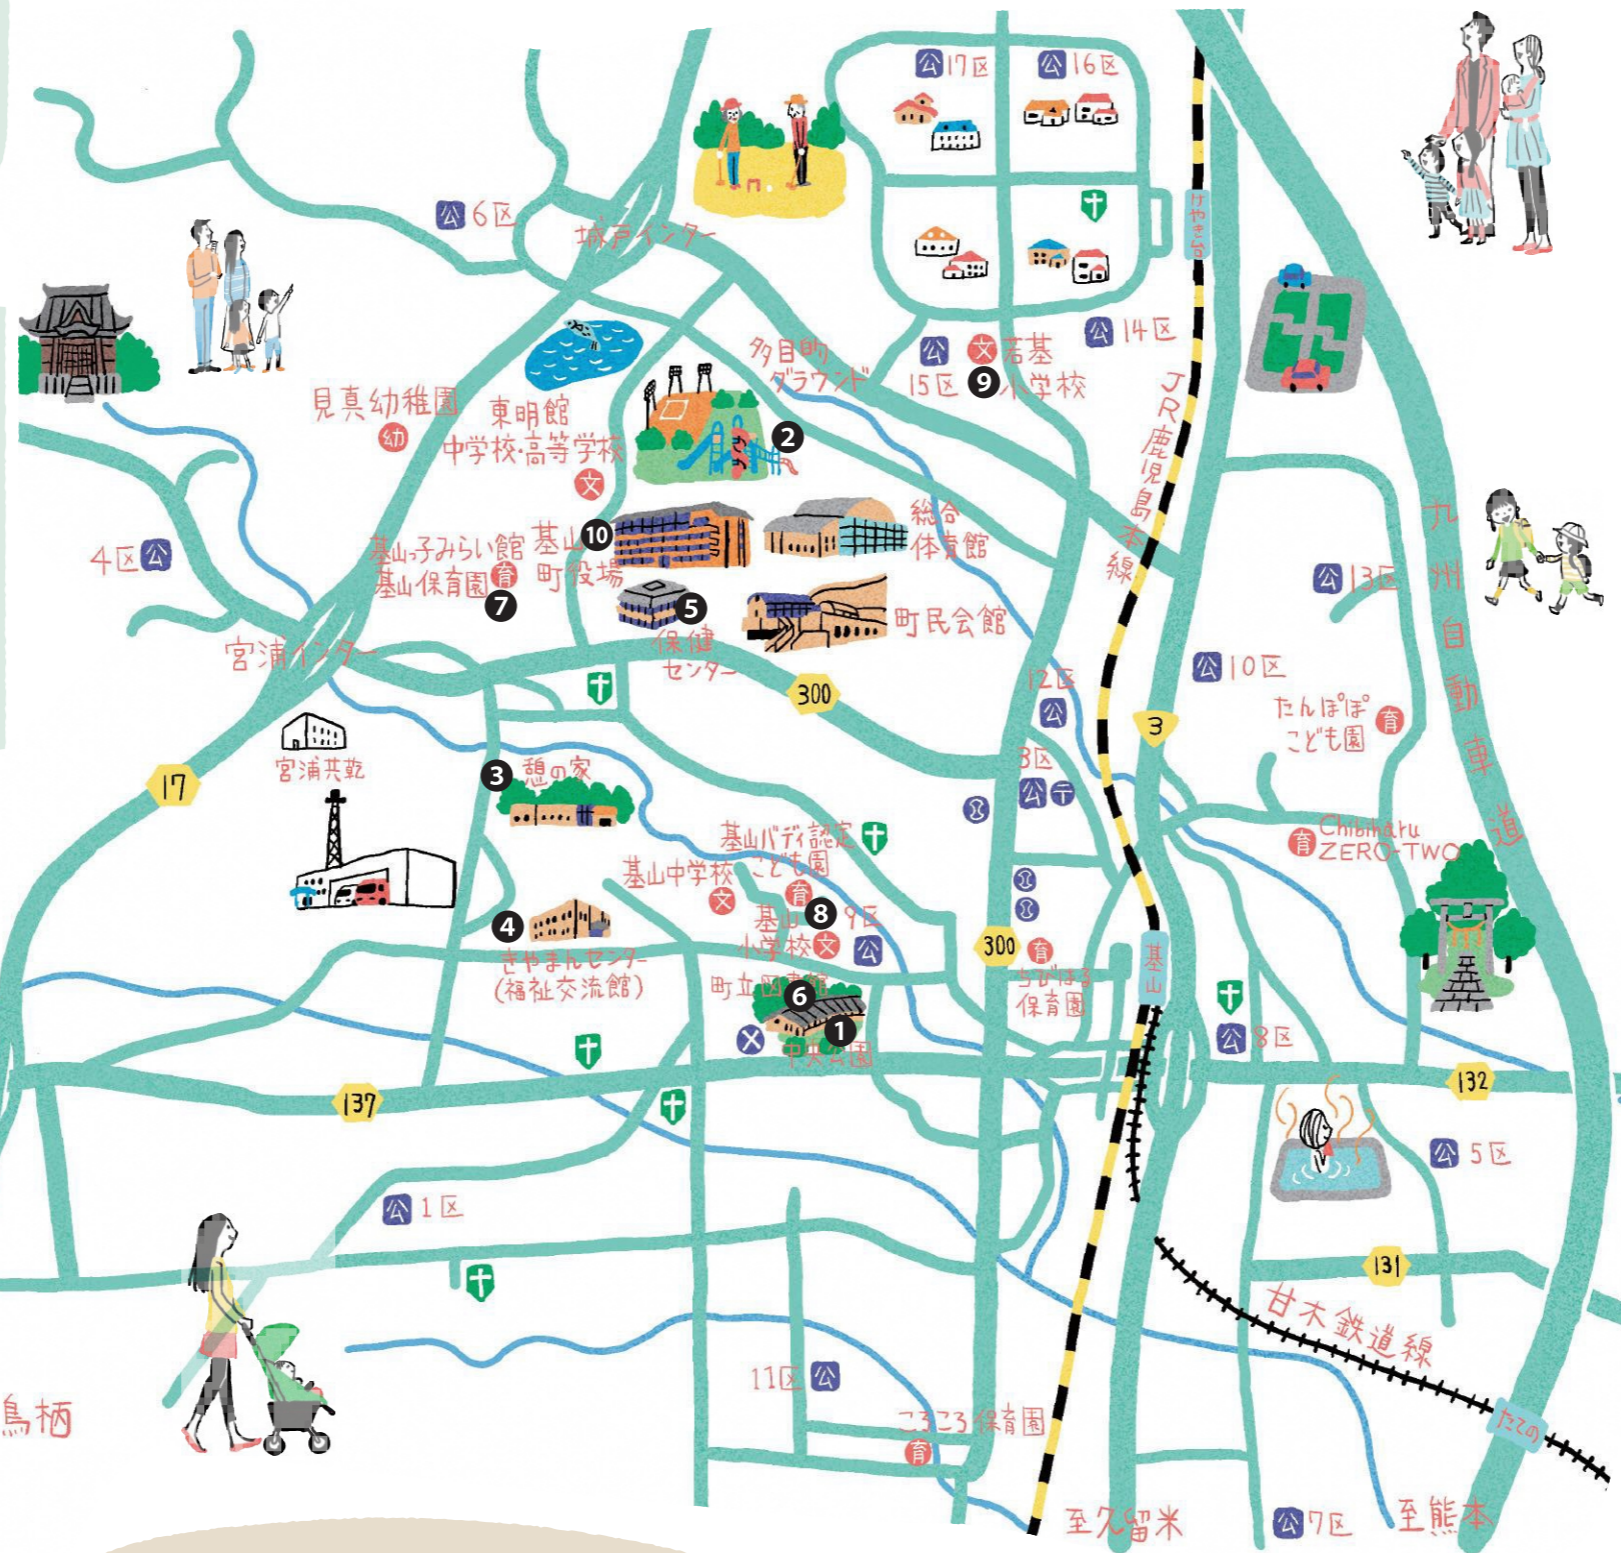 公 17区
公 16区
公 6区
城戸インター
けやき台
多目的
グラウンド
公
15区
文 若基
9 小学校
公 14区
見真幼稚園
幼
東明館
中学校・高等学校
文
2
JR鹿児島本線
4区 公
基山っ子みらい館
基山保育園 育
7
基山
町役場
10
総合
体育館
5
保健
センター
町民会館
九州自動車道
公 13区
宮浦インター
300
12区
公
公 10区
たんぽぽ
こども園
育
3
17
宮浦共乾
3 憩の家
3区
公 〒
基山バディ認定
こども園
育
基山中学校
文
育 Chibiharu
ZERO-TWO
4
きやまんセンター
(福祉交流館)
8
基山
小学校 文
9区
公
300
育
ちびはる
保育園
基山
町立図書館
6
1
中央公園
公 8区
137
132
公 5区
公 1区
131
甘木鉄道線
11区 公
鳥栖
ころころ保育園
育
たての
至久留米
公 7区
至熊本